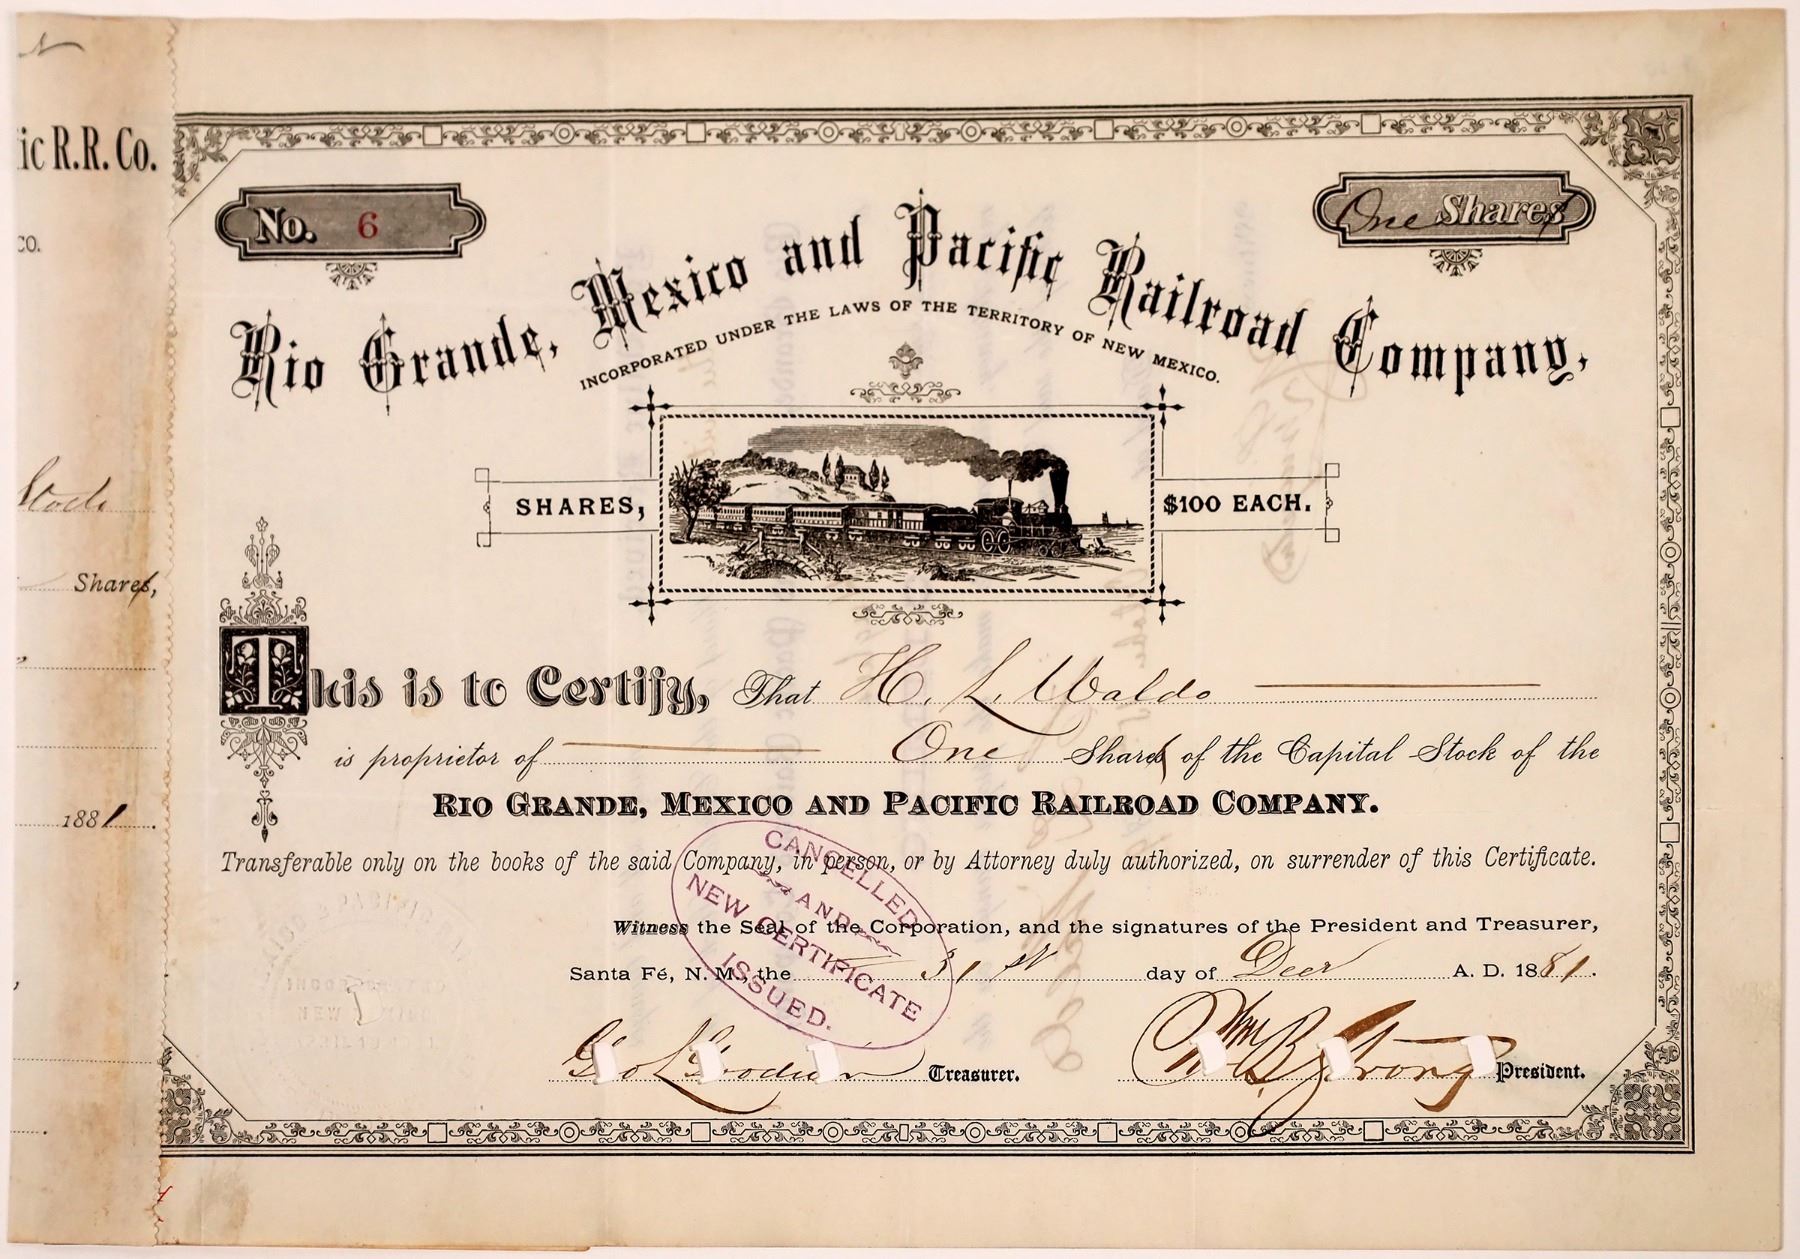 ic R.R. Co.
co.
Stock
Shares,
1881.
No. 6
One Shares
Rio Grande, Mexico and Pacific Railroad Company,
INCORPORATED UNDER THE LAWS OF THE TERRITORY OF NEW MEXICO.
SHARES, $100 EACH.
This is to Certify, That H. L. Waldo
is proprietor of One Shares of the Capital Stock of the
RIO GRANDE, MEXICO AND PACIFIC RAILROAD COMPANY.
Transferable only on the books of the said Company, in person, or by Attorney duly authorized, on surrender of this Certificate.
Witness the Seal of the Corporation, and the signatures of the President and Treasurer,
Santa Fé, N. M., the 31st day of Decr A. D. 1881.
CANCELLED
AND
NEW CERTIFICATE
ISSUED.
Geo L Goodwin Treasurer.
Wm B. Strong President.